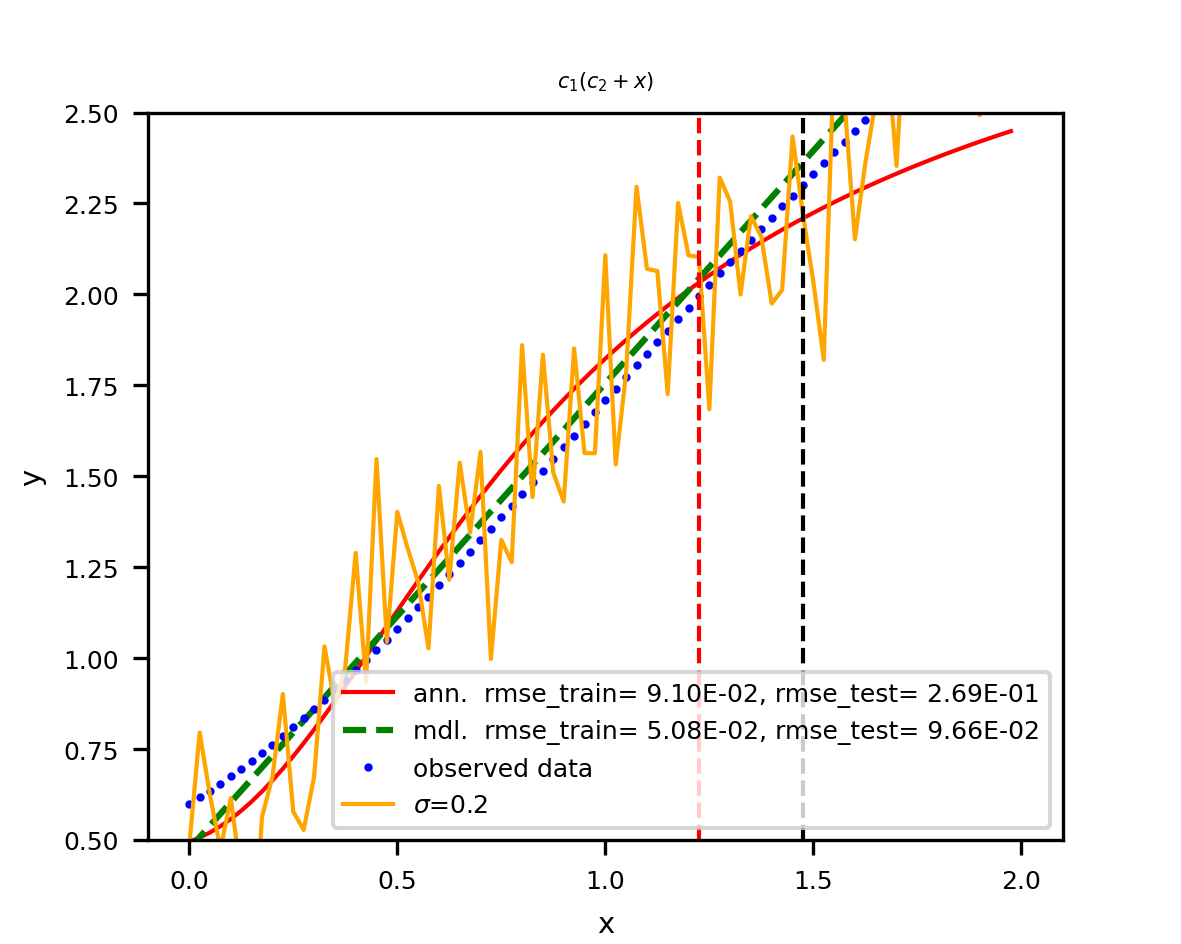 c₁(c₂ + x)
2.50
2.25
2.00
1.75
1.50
1.25
1.00
0.75
0.50
y
ann. rmse_train= 9.10E-02, rmse_test= 2.69E-01
mdl. rmse_train= 5.08E-02, rmse_test= 9.66E-02
observed data
σ=0.2
0.0 0.5 1.0 1.5 2.0
x